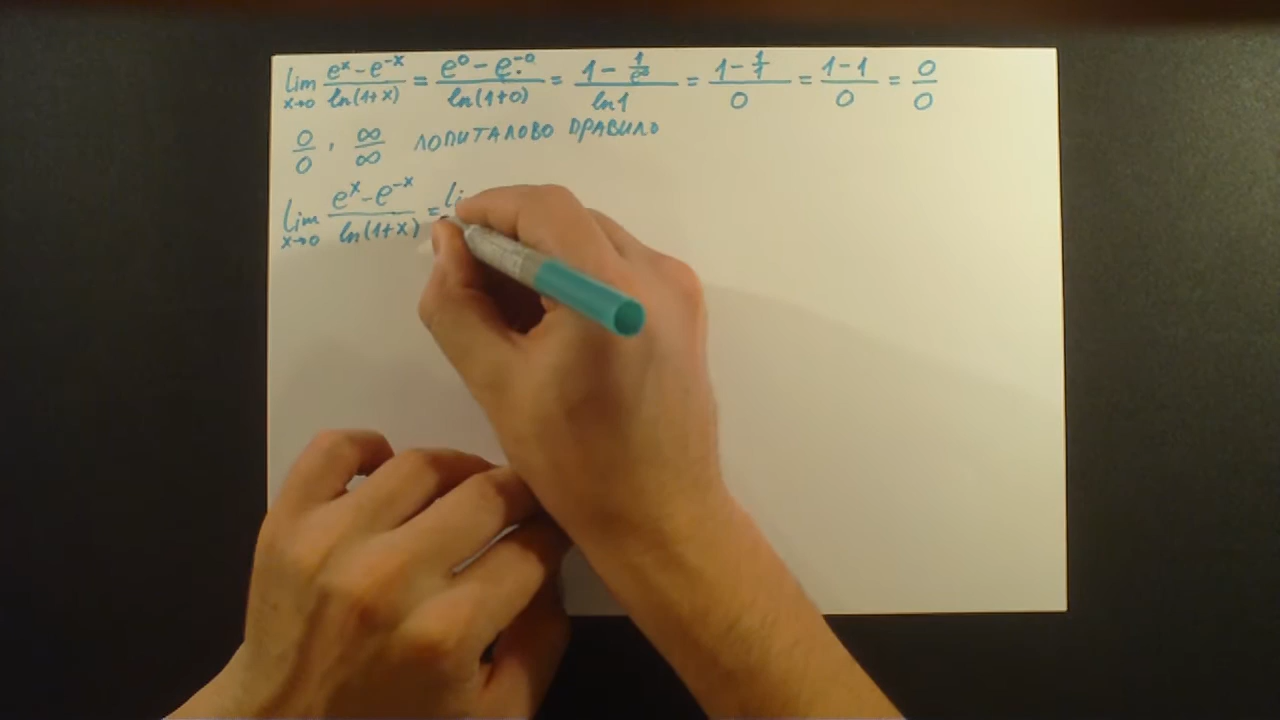 lim x→0 (e^x - e^-x)/(ln(1+x)) = (e^0 - e^-0)/(ln(1+0)) = (1 - 1/e^0)/(ln1) = (1 - 1/1)/0 = (1-1)/0 = 0/0
0/0 , ∞/∞ ЛОПИТАЛОВО ПРАВИЛО
lim x→0 (e^x - e^-x)/(ln(1+x)) = li